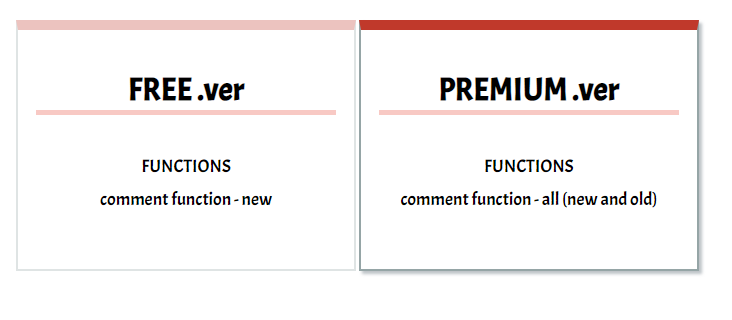 FREE .ver
FUNCTIONS
comment function - new
PREMIUM .ver
FUNCTIONS
comment function - all (new and old)